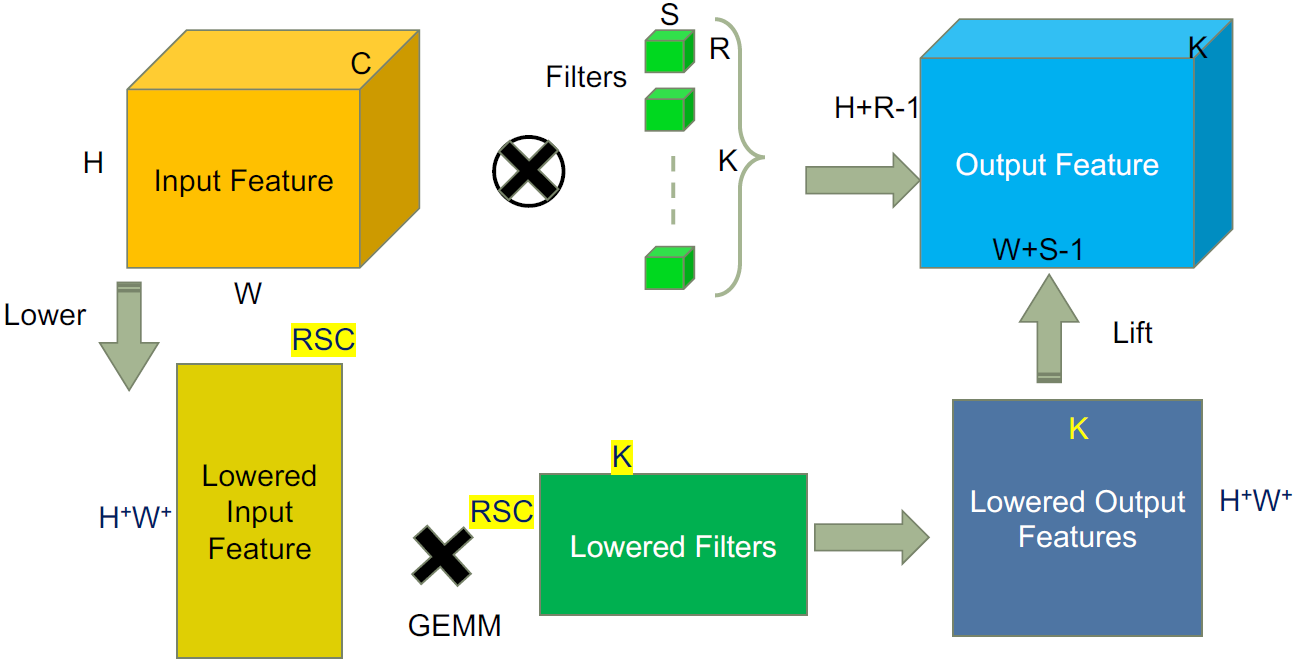 S
C
K
R
Filters
H+R-1
H
K
Output Feature
Input Feature
W+S-1
W
Lower
RSC
Lift
K
K
Lowered
Input
Feature
H⁺W⁺
RSC
Lowered Output
Features
H⁺W⁺
Lowered Filters
GEMM